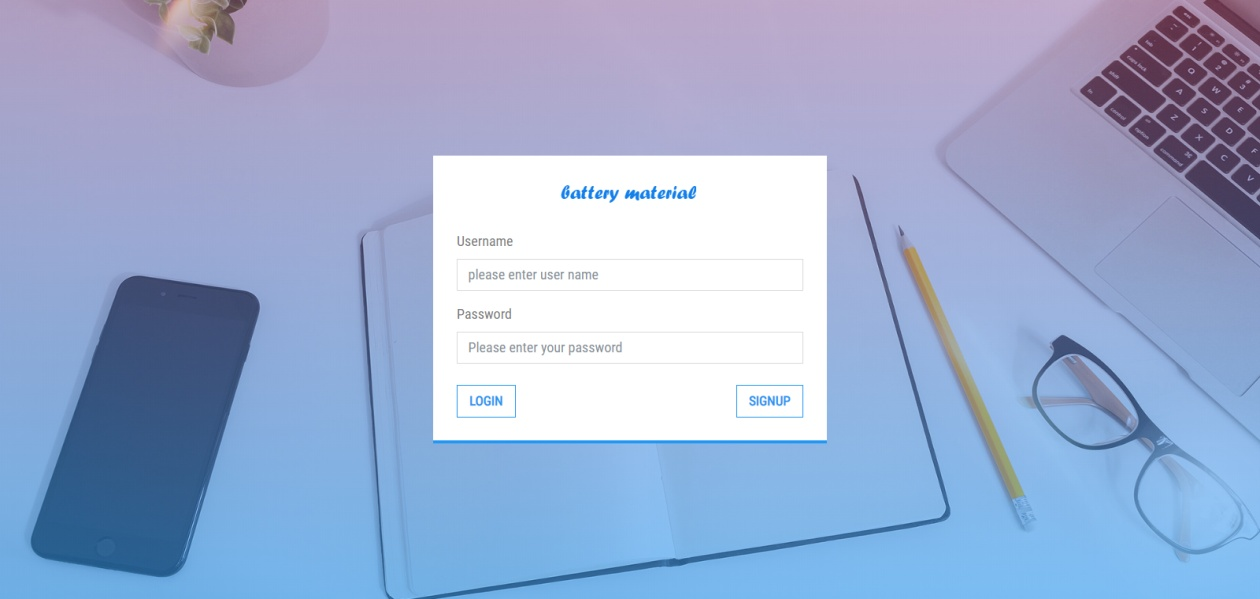 battery material
Username
please enter user name
Password
Please enter your password
LOGIN
SIGNUP